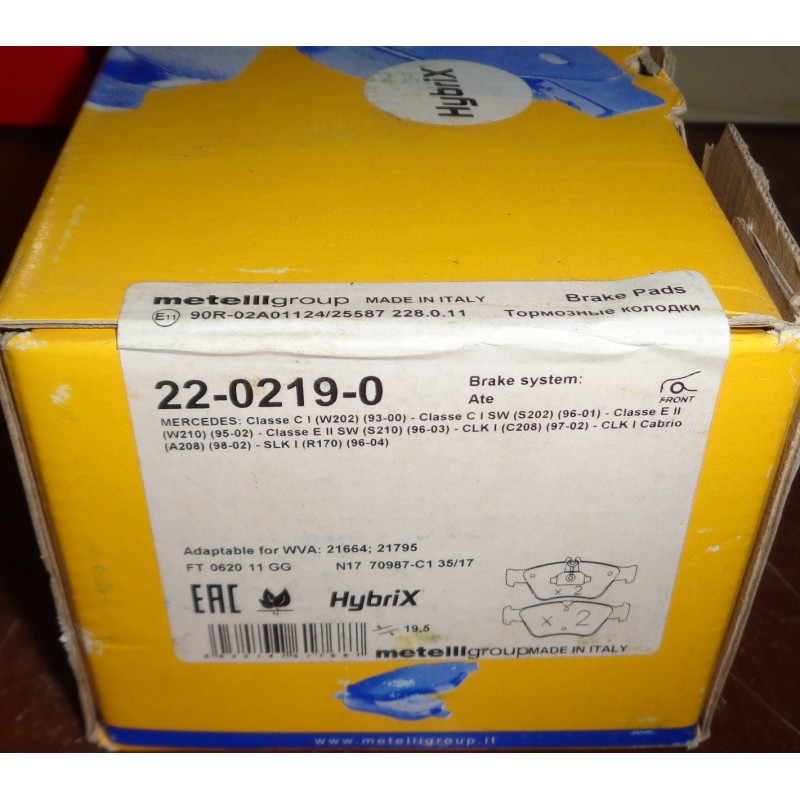 HybriX
metelligroup MADE IN ITALY Brake Pads
E11 90R-02A01124/25587 228.0.11 Тормозные колодки
22-0219-0 Brake system: Ate FRONT
MERCEDES: Classe C I (W202) (93-00) - Classe C I SW (S202) (96-01) - Classe E II
(W210) (95-02) - Classe E II SW (S210) (96-03) - CLK I (C208) (97-02) - CLK I Cabrio
(A208) (98-02) - SLK I (R170) (96-04)
Adaptable for WVA: 21664; 21795
FT 0620 11 GG N17 70987-C1 35/17
x 2
EAC HybriX x 2
19,5
metelligroup MADE IN ITALY
www.metelligroup.it